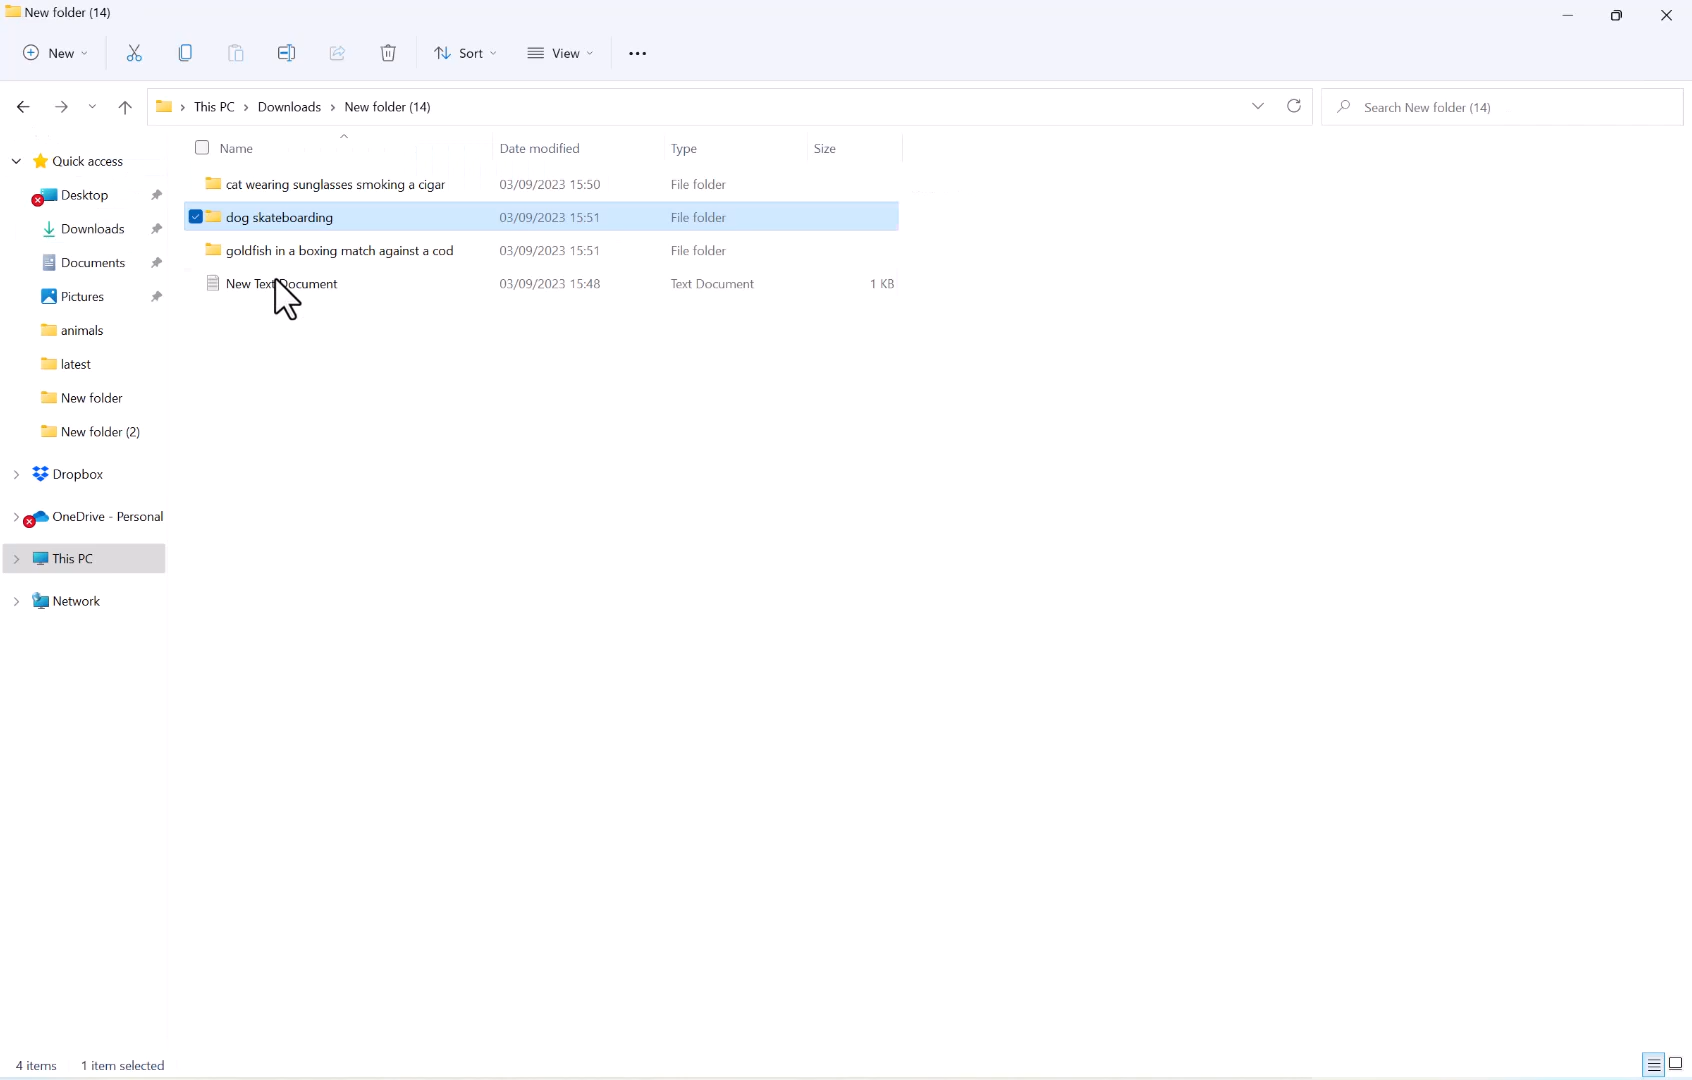 New folder (14)
New
Sort
View
This PC > Downloads > New folder (14)
Search New folder (14)
Name Date modified Type Size
Quick access
Desktop
Downloads
Documents
Pictures
animals
latest
New folder
New folder (2)
Dropbox
OneDrive - Personal
This PC
Network
cat wearing sunglasses smoking a cigar 03/09/2023 15:50 File folder
dog skateboarding 03/09/2023 15:51 File folder
goldfish in a boxing match against a cod 03/09/2023 15:51 File folder
New Text Document 03/09/2023 15:48 Text Document 1 KB
4 items 1 item selected